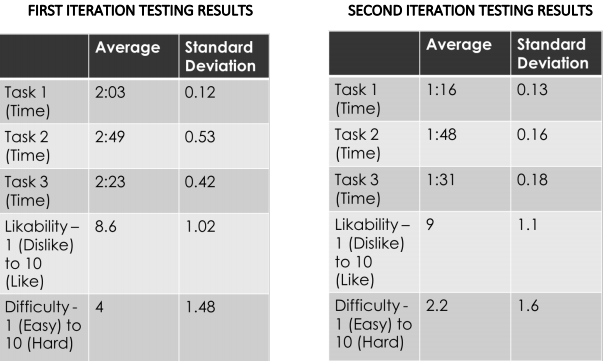 FIRST ITERATION TESTING RESULTS
Average
Standard
Deviation
Task 1
(Time)
2:03
0.12
Task 2
(Time)
2:49
0.53
Task 3
(Time)
2:23
0.42
Likability –
1 (Dislike)
to 10
(Like)
8.6
1.02
Difficulty -
1 (Easy) to
10 (Hard)
4
1.48
SECOND ITERATION TESTING RESULTS
Average
Standard
Deviation
Task 1
(Time)
1:16
0.13
Task 2
(Time)
1:48
0.16
Task 3
(Time)
1:31
0.18
Likability –
1 (Dislike)
to 10
(Like)
9
1.1
Difficulty -
1 (Easy) to
10 (Hard)
2.2
1.6